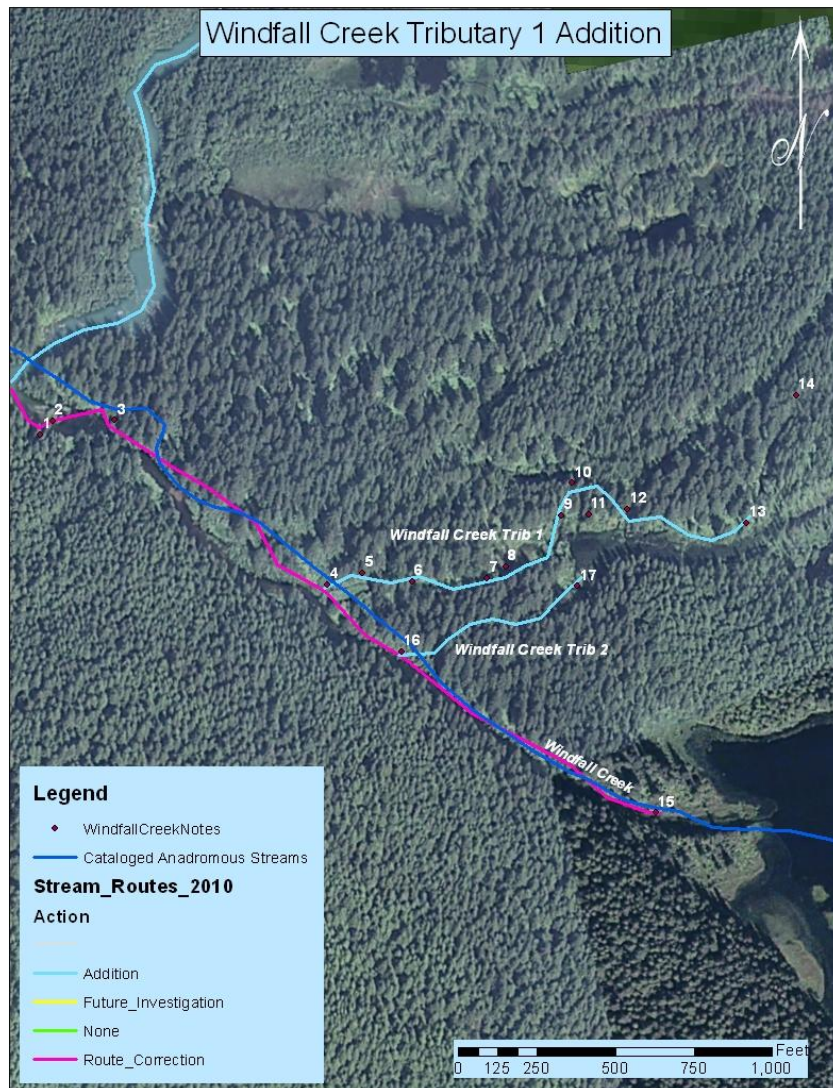 Windfall Creek Tributary 1 Addition
N
14
1
2
3
10
9
11
12
13
Windfall Creek Trib 1
4
5
6
7
8
17
16
Windfall Creek Trib 2
Windfall Creek
15
Legend
WindfallCreekNotes
Cataloged Anadromous Streams
Stream_Routes_2010
Action
Addition
Future_Investigation
None
Route_Correction
Feet
0 125 250 500 750 1,000